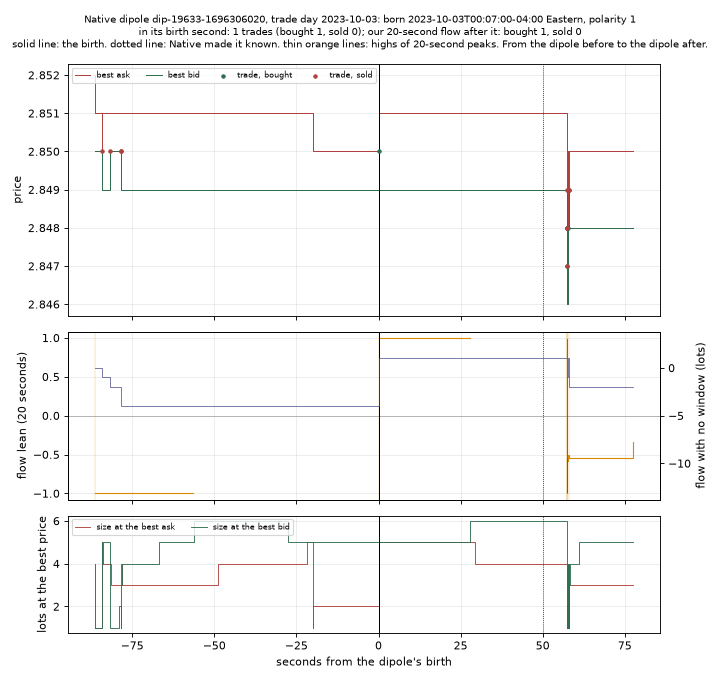 Native dipole dip-19633-1696306020, trade day 2023-10-03: born 2023-10-03T00:07:00-04:00 Eastern, polarity 1
in its birth second: 1 trades (bought 1, sold 0); our 20-second flow after it: bought 1, sold 0
solid line: the birth. dotted line: Native made it known. thin orange lines: highs of 20-second peaks. From the dipole before to the dipole after.
best ask
best bid
trade, bought
trade, sold
2.852
2.851
2.850
2.849
2.848
2.847
2.846
price
1.0
0.5
0.0
−0.5
−1.0
flow lean (20 seconds)
0
−5
−10
flow with no window (lots)
size at the best ask
size at the best bid
6
4
2
lots at the best price
−75
−50
−25
0
25
50
75
seconds from the dipole's birth